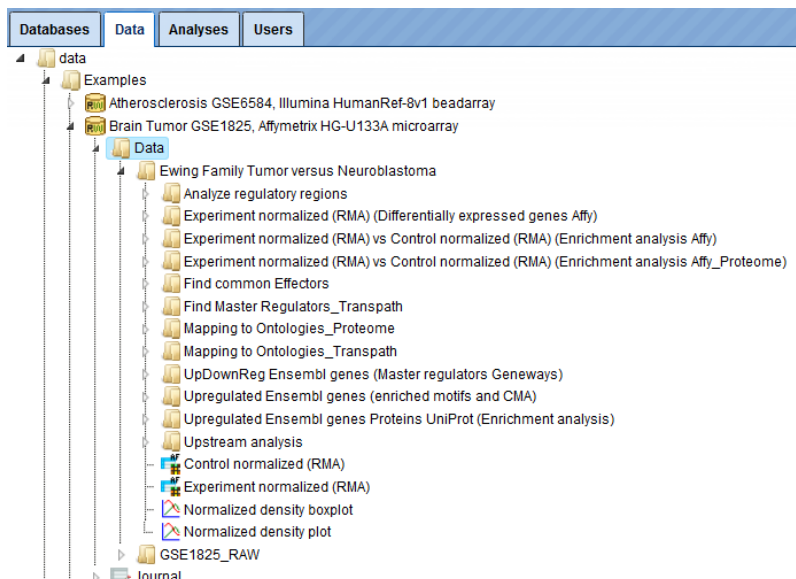 Databases Data Analyses Users
data
Examples
Atherosclerosis GSE6584, Illumina HumanRef-8v1 beadarray
Brain Tumor GSE1825, Affymetrix HG-U133A microarray
Data
Ewing Family Tumor versus Neuroblastoma
Analyze regulatory regions
Experiment normalized (RMA) (Differentially expressed genes Affy)
Experiment normalized (RMA) vs Control normalized (RMA) (Enrichment analysis Affy)
Experiment normalized (RMA) vs Control normalized (RMA) (Enrichment analysis Affy_Proteome)
Find common Effectors
Find Master Regulators_Transpath
Mapping to Ontologies_Proteome
Mapping to Ontologies_Transpath
UpDownReg Ensembl genes (Master regulators Geneways)
Upregulated Ensembl genes (enriched motifs and CMA)
Upregulated Ensembl genes Proteins UniProt (Enrichment analysis)
Upstream analysis
Control normalized (RMA)
Experiment normalized (RMA)
Normalized density boxplot
Normalized density plot
GSE1825_RAW
Journal